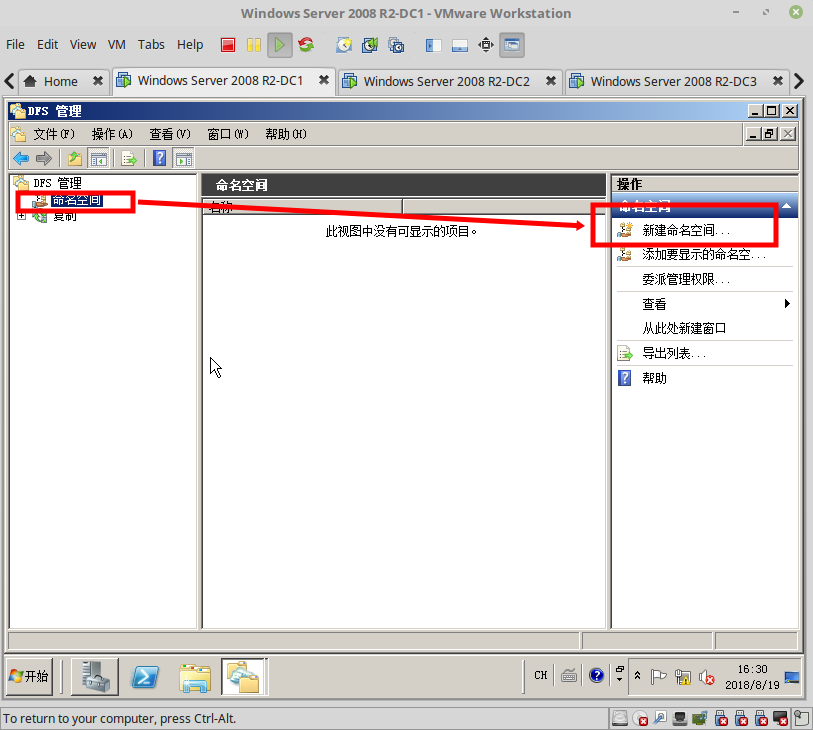 Windows Server 2008 R2-DC1 - VMware Workstation
File Edit View VM Tabs Help
Home Windows Server 2008 R2-DC1 Windows Server 2008 R2-DC2 Windows Server 2008 R2-DC3
DFS 管理
文件(F) 操作(A) 查看(V) 窗口(W) 帮助(H)
DFS 管理
命名空间
复制
命名空间
名称
此视图中没有可显示的项目。
操作
命名空间
新建命名空间...
添加要显示的命名空...
委派管理权限...
查看
从此处新建窗口
导出列表...
帮助
开始
CH
16:30
2018/8/19
To return to your computer, press Ctrl-Alt.